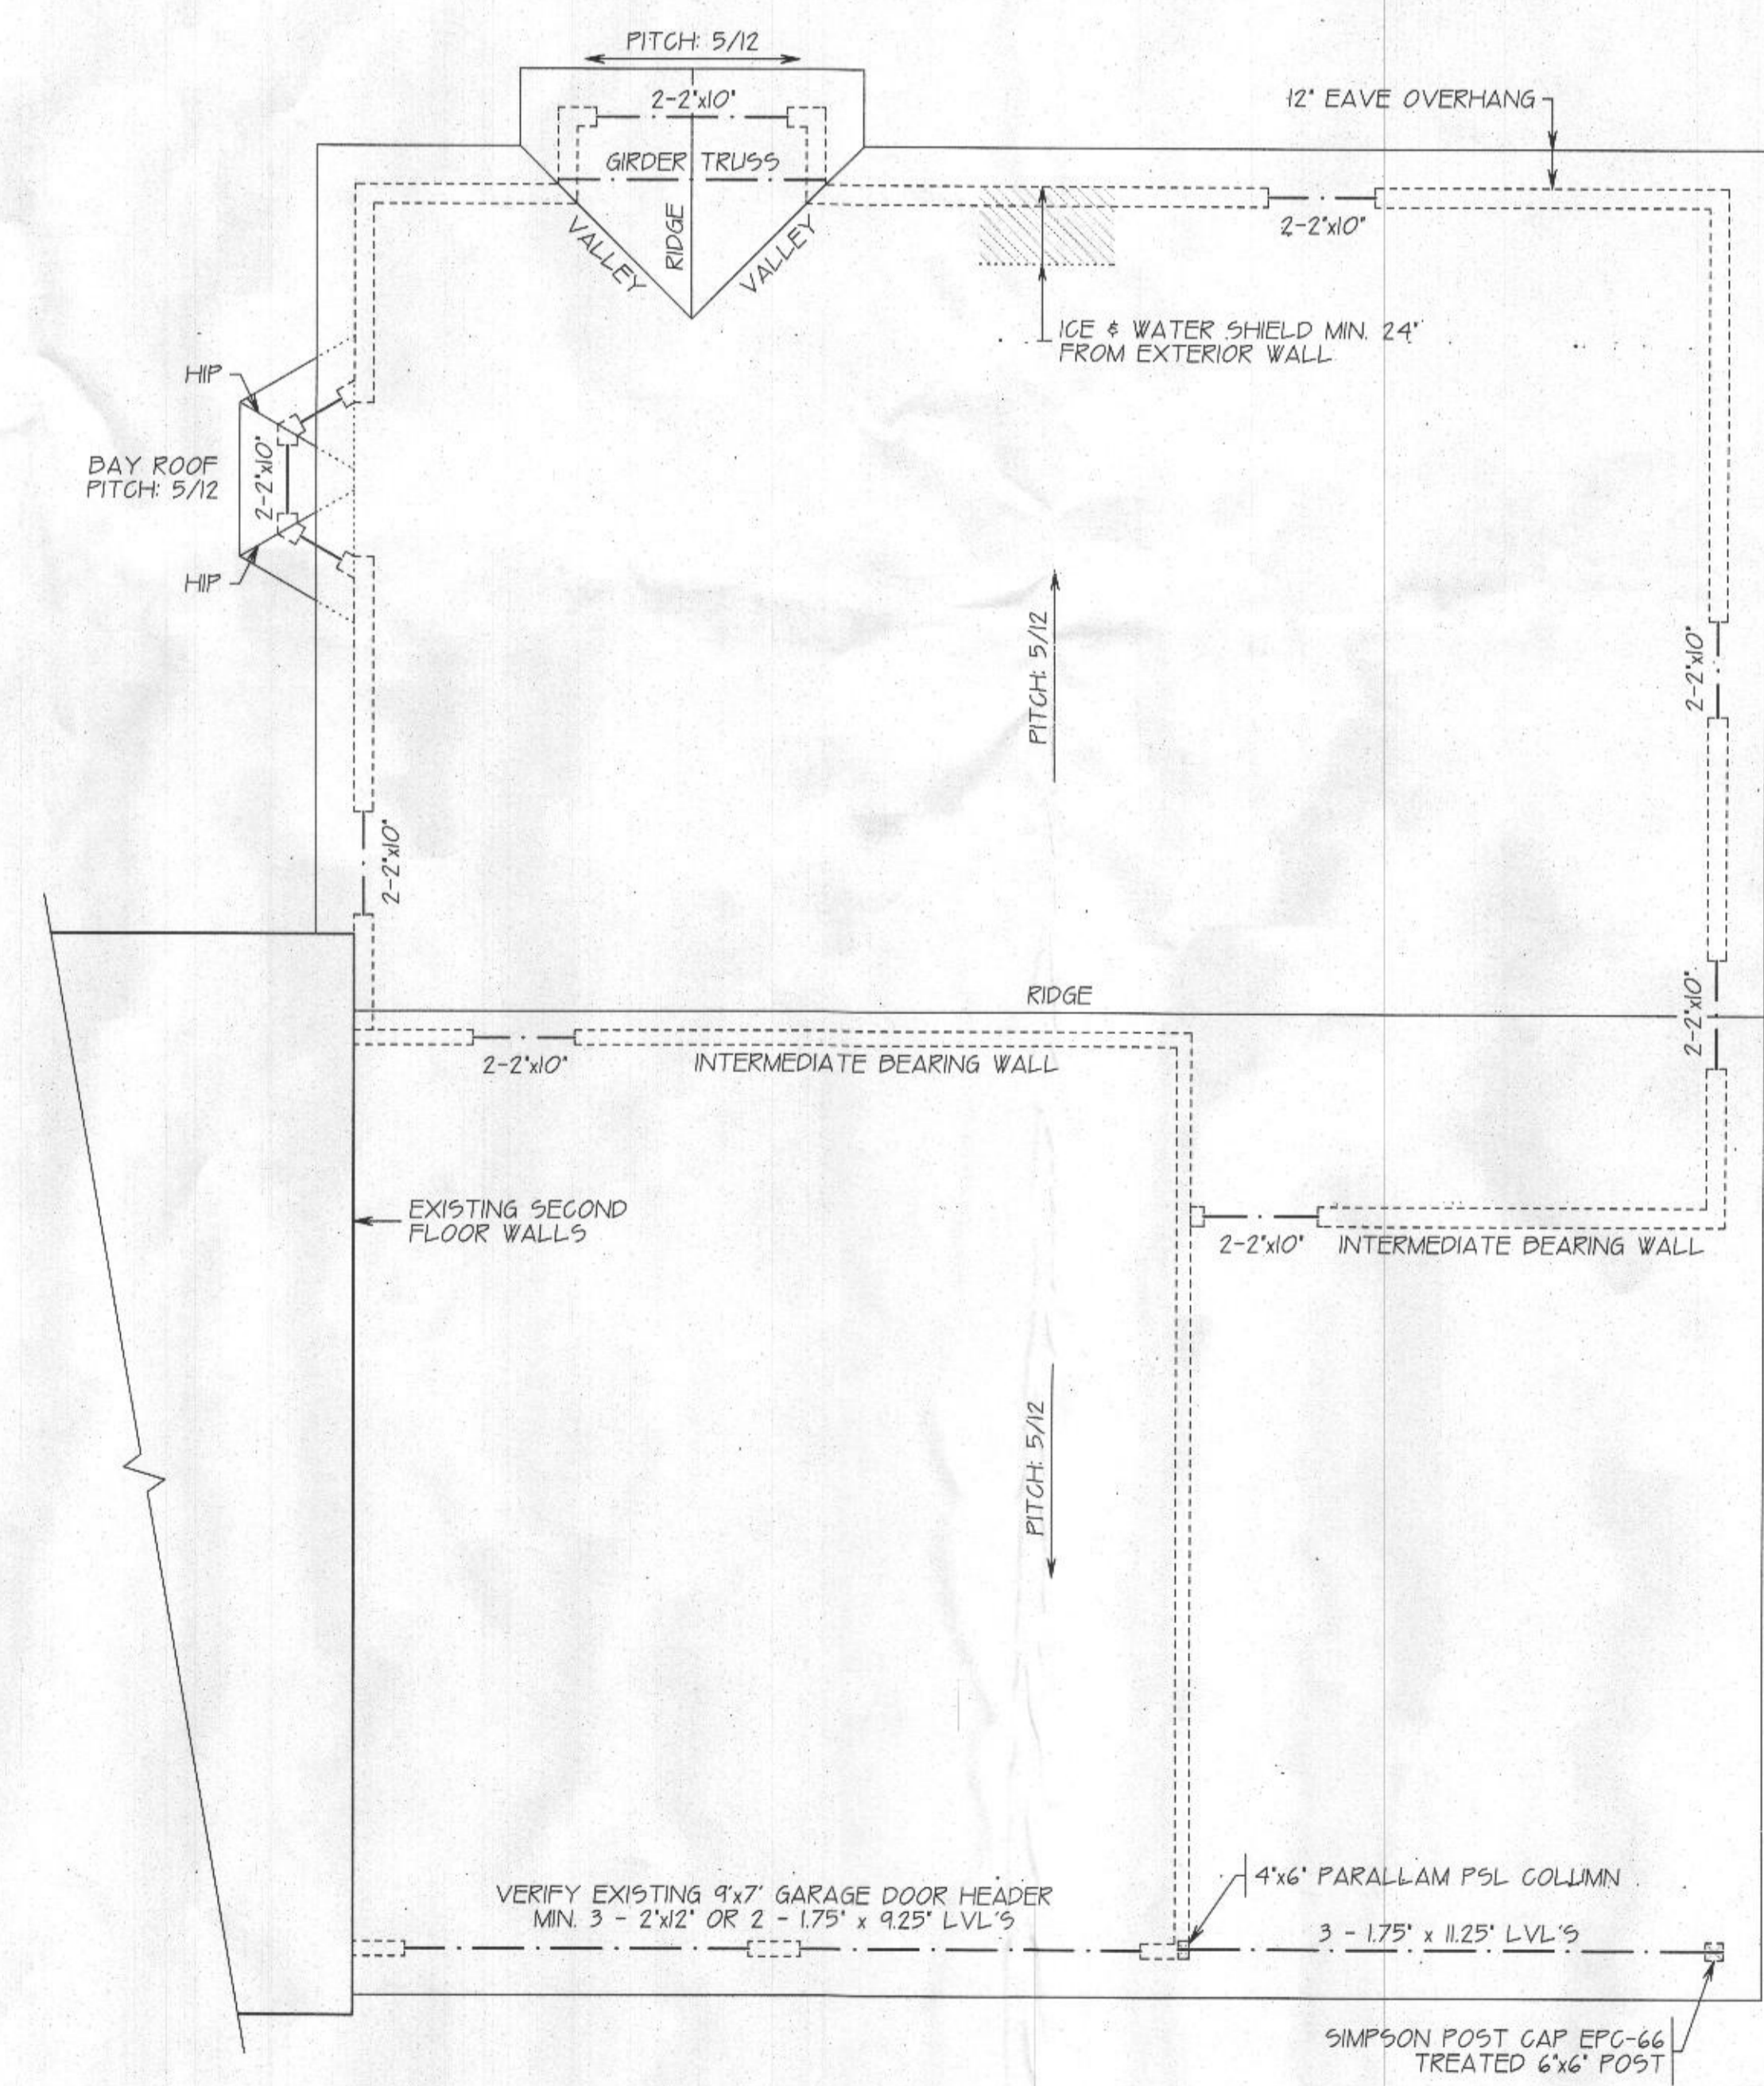 PITCH: 5/12
2-2"x10"
12" EAVE OVERHANG
GIRDER TRUSS
VALLEY
RIDGE
VALLEY
2-2"x10"
ICE & WATER SHIELD MIN. 24"
FROM EXTERIOR WALL
HIP
BAY ROOF
PITCH: 5/12
2-2"x10"
HIP
PITCH: 5/12
2-2"x10"
2-2"x10"
RIDGE
2-2"x10"
2-2"x10"
INTERMEDIATE BEARING WALL
EXISTING SECOND
FLOOR WALLS
2-2"x10"
INTERMEDIATE BEARING WALL
PITCH: 5/12
VERIFY EXISTING 9'x7' GARAGE DOOR HEADER
MIN. 3 - 2"x12" OR 2 - 1.75" x 9.25" LVL'S
4"x6" PARALLAM PSL COLUMN
3 - 1.75" x 11.25" LVL'S
SIMPSON POST CAP EPC-66
TREATED 6"x6" POST